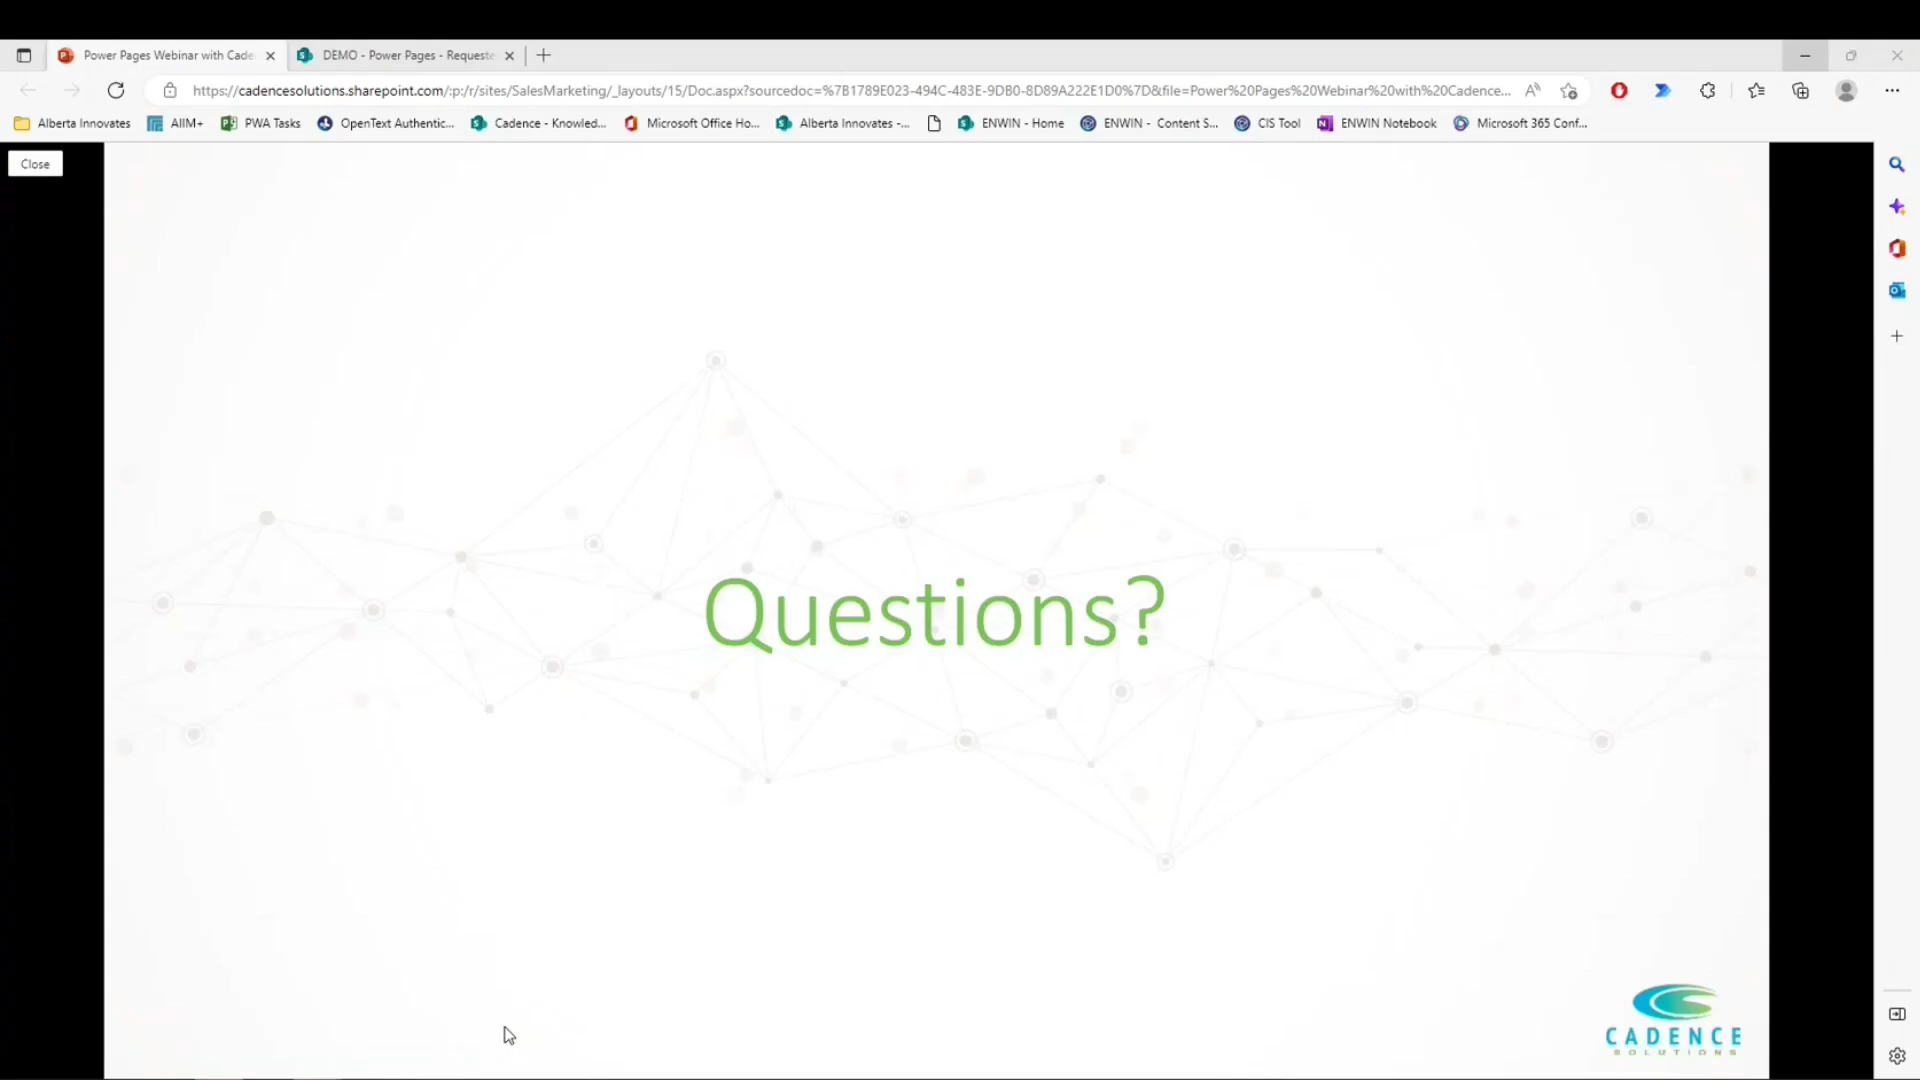 Power Pages Webinar with Cade
DEMO - Power Pages - Requeste
https://cadencesolutions.sharepoint.com/:p:/r/sites/SalesMarketing/_layouts/15/Doc.aspx?sourcedoc=%7B1789E023-494C-483E-9DB0-8D89A222E1D0%7D&file=Power%20Pages%20Webinar%20with%20Cadence...
Alberta Innovates
AIIM+
PWA Tasks
OpenText Authentic...
Cadence - Knowled...
Microsoft Office Ho...
Alberta Innovates -...
ENWIN - Home
ENWIN - Content S...
CIS Tool
ENWIN Notebook
Microsoft 365 Conf...
Close
Questions?
CADENCE
SOLUTIONS